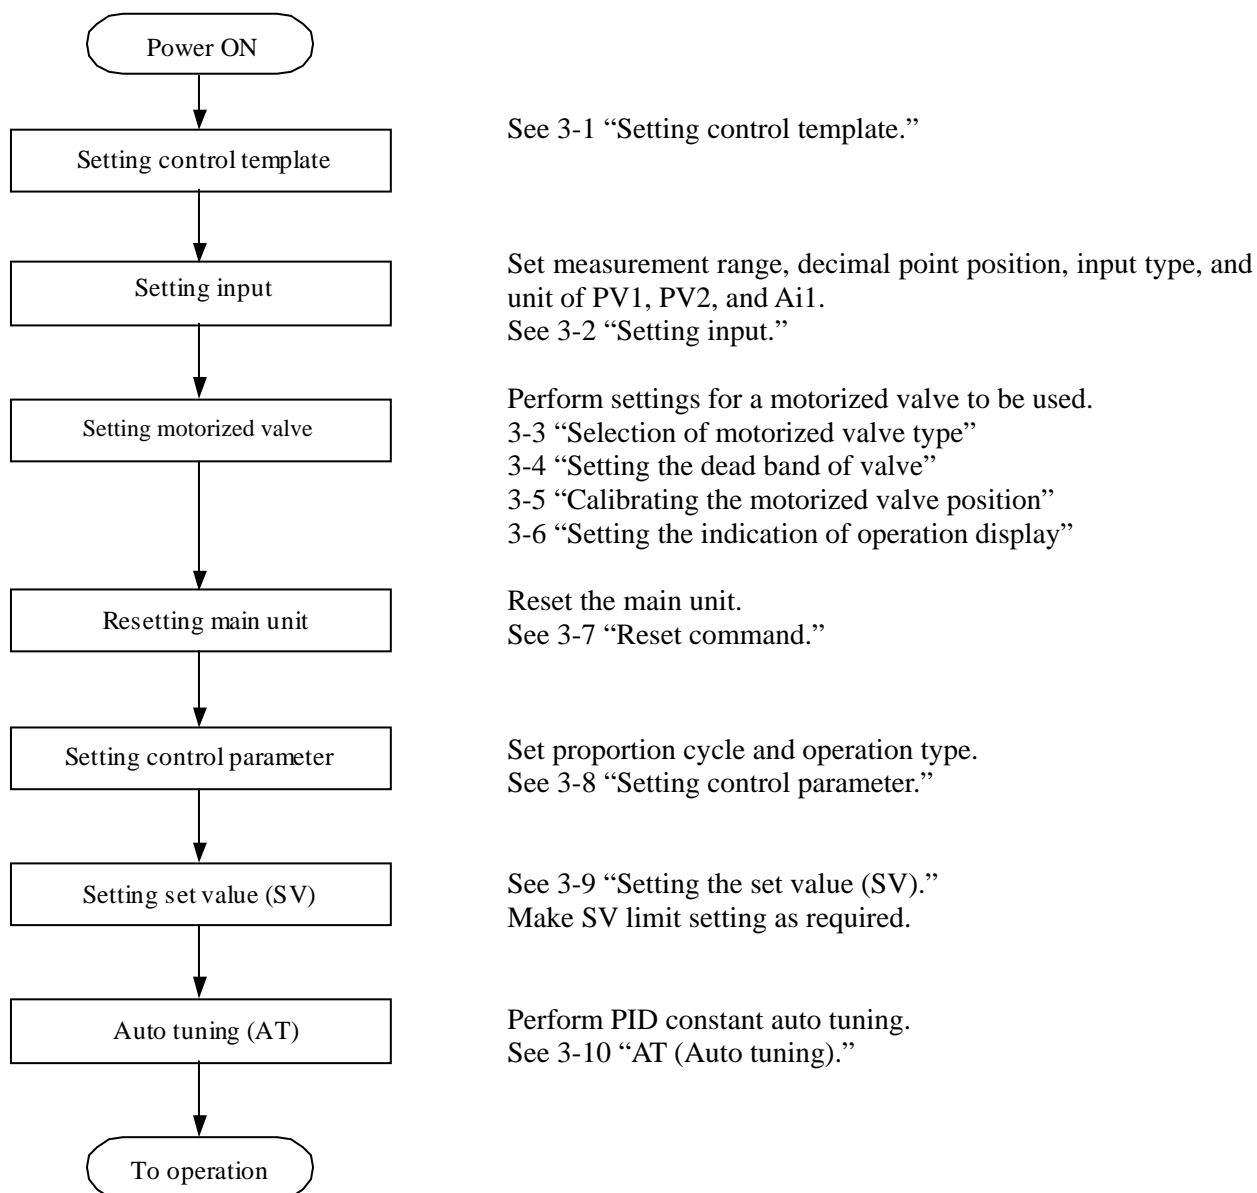 Power ON
See 3-1 “Setting control template.”
Setting control template
Set measurement range, decimal point position, input type, and
unit of PV1, PV2, and Ai1.
See 3-2 “Setting input.”
Setting input
Perform settings for a motorized valve to be used.
3-3 “Selection of motorized valve type”
3-4 “Setting the dead band of valve”
3-5 “Calibrating the motorized valve position”
3-6 “Setting the indication of operation display”
Setting motorized valve
Reset the main unit.
See 3-7 “Reset command.”
Resetting main unit
Set proportion cycle and operation type.
See 3-8 “Setting control parameter.”
Setting control parameter
See 3-9 “Setting the set value (SV).”
Make SV limit setting as required.
Setting set value (SV)
Perform PID constant auto tuning.
See 3-10 “AT (Auto tuning).”
Auto tuning (AT)
To operation